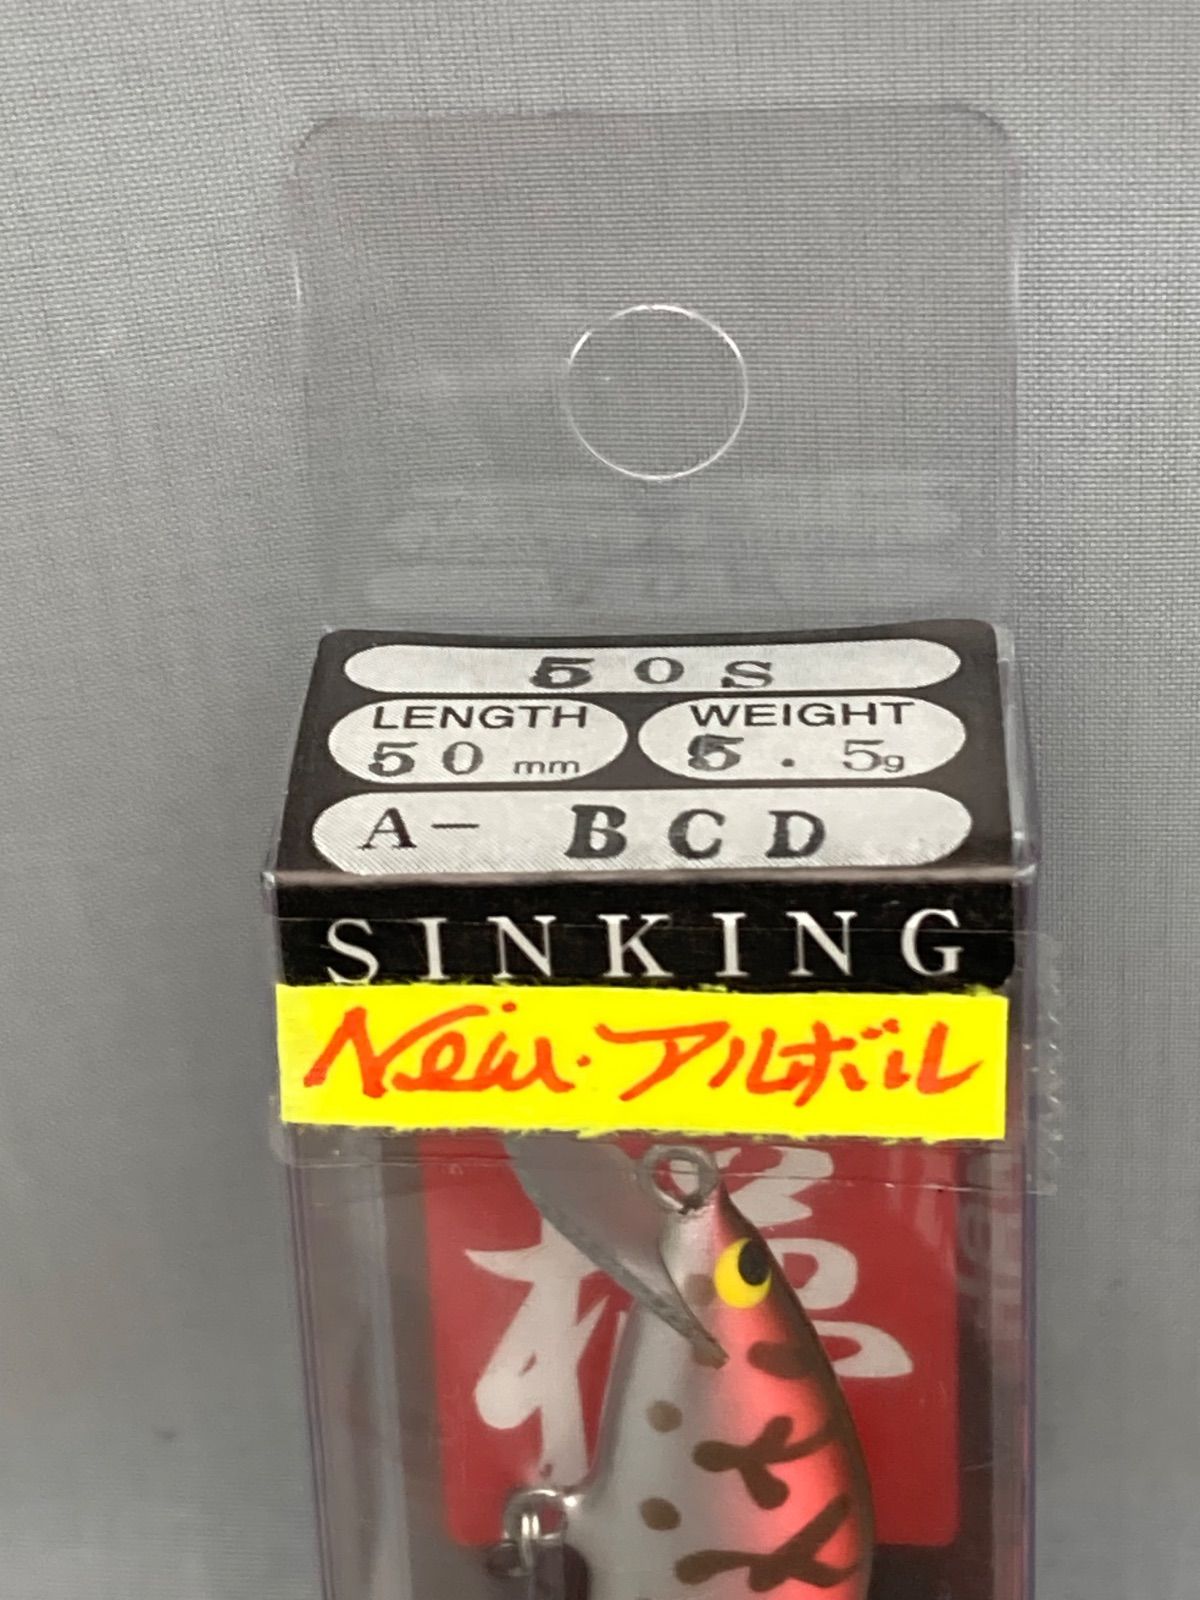 50S
LENGTH WEIGHT
50 mm 5.5g
A- BCD
SINKING
New・アルボル